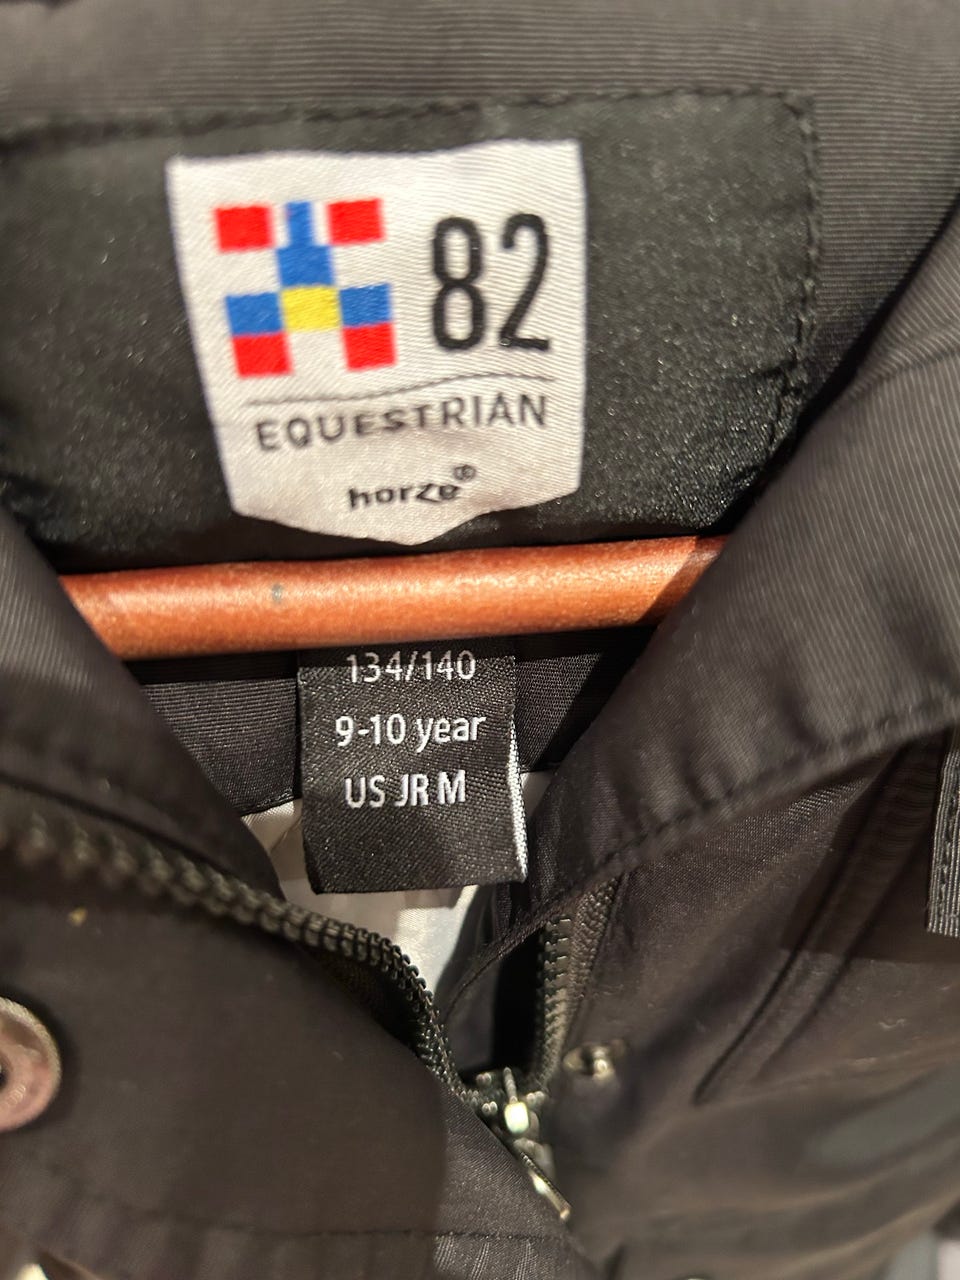 82
EQUESTRIAN
horze®
134/140
9-10 year
US JR M